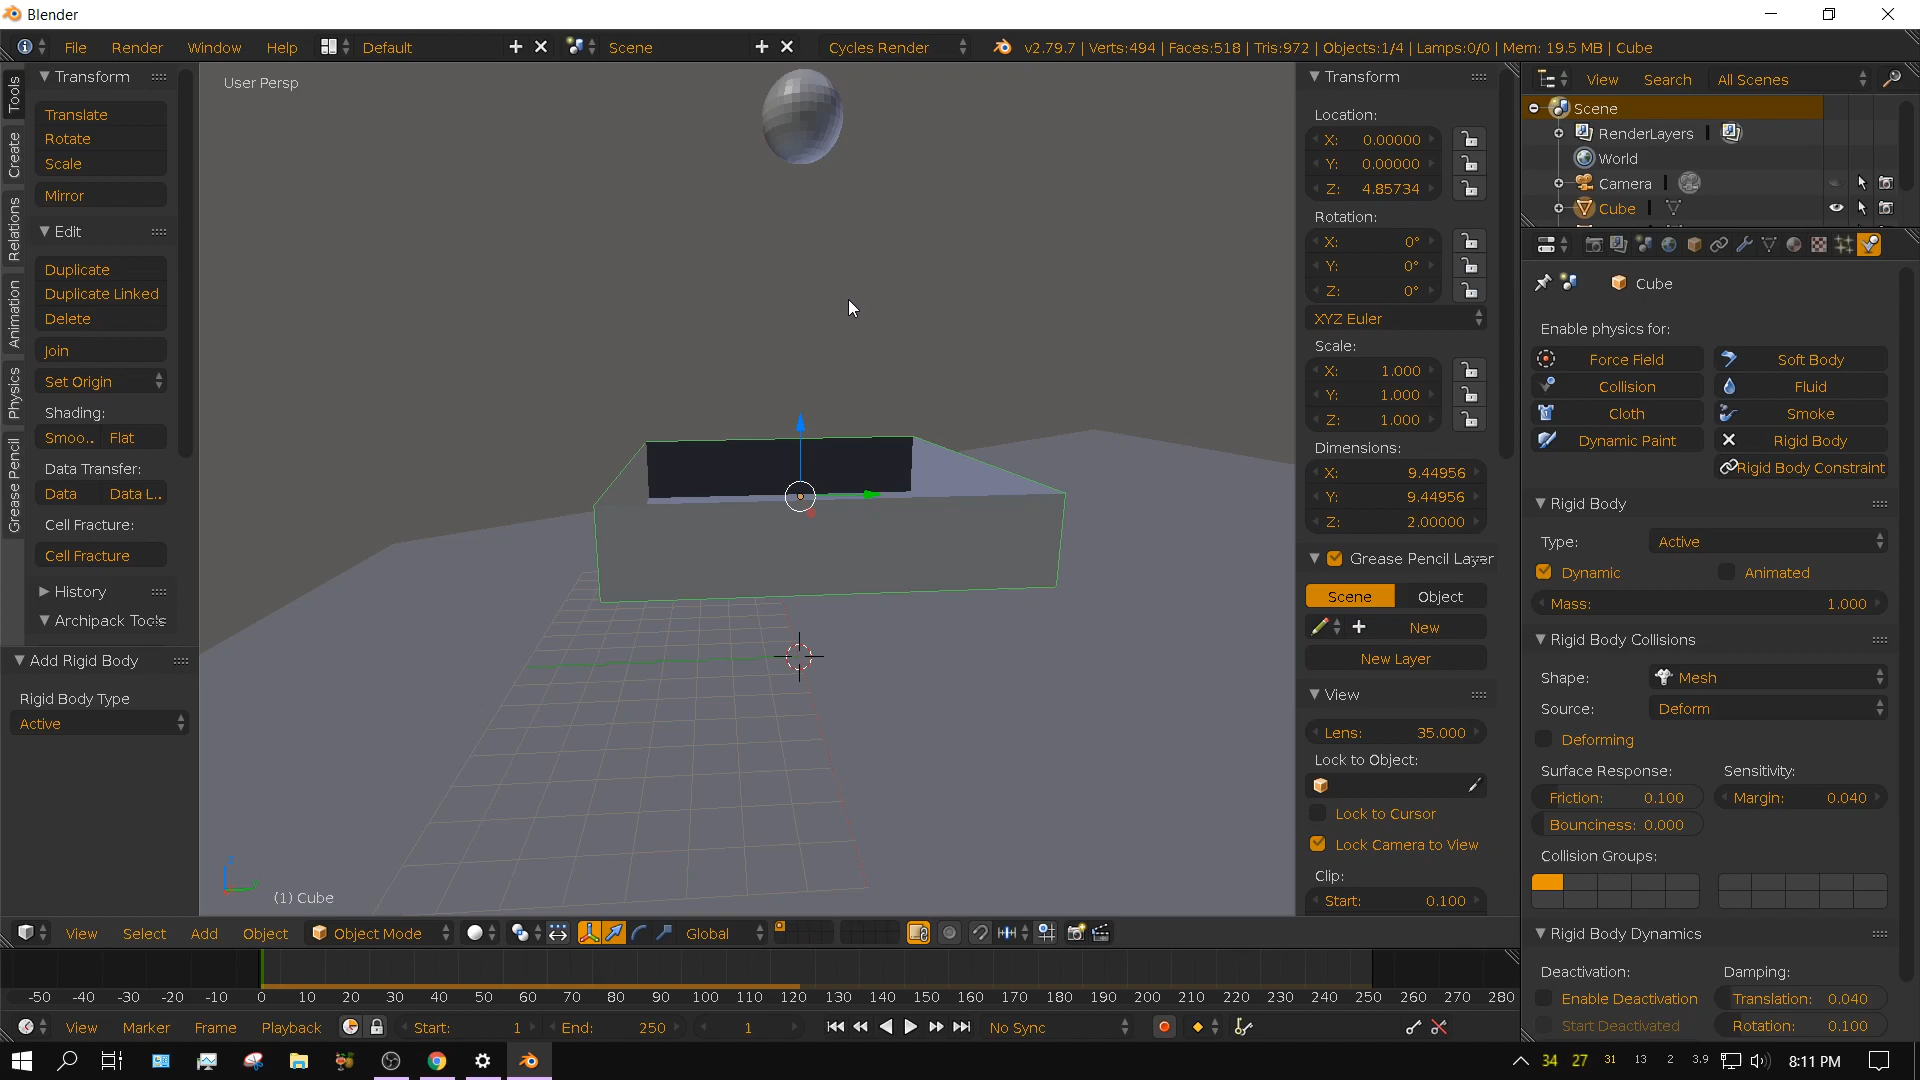 Blender
File Render Window Help Default Scene Cycles Render v2.79.7 | Verts:494 | Faces:518 | Tris:972 | Objects:1/4 | Lamps:0/0 | Mem: 19.5 MB | Cube
Tools
Create
Relations
Animation
Physics
Grease Pencil
Transform
Translate
Rotate
Scale
Mirror
Edit
Duplicate
Duplicate Linked
Delete
Join
Set Origin
Shading:
Smoo.. Flat
Data Transfer:
Data Data L..
Cell Fracture:
Cell Fracture
History
Archipack Tools
Add Rigid Body
Rigid Body Type
Active
User Persp
(1) Cube
Transform
Location:
X: 0.00000
Y: 0.00000
Z: 4.85734
Rotation:
X: 0°
Y: 0°
Z: 0°
XYZ Euler
Scale:
X: 1.000
Y: 1.000
Z: 1.000
Dimensions:
X: 9.44956
Y: 9.44956
Z: 2.00000
Grease Pencil Layer
Scene Object
New
New Layer
View
Lens: 35.000
Lock to Object:
Lock to Cursor
Lock Camera to View
Clip:
Start: 0.100
View Search All Scenes
Scene
RenderLayers
World
Camera
Cube
Cube
Enable physics for:
Force Field Soft Body
Collision Fluid
Cloth Smoke
Dynamic Paint Rigid Body
Rigid Body Constraint
Rigid Body
Type: Active
Dynamic Animated
Mass: 1.000
Rigid Body Collisions
Shape: Mesh
Source: Deform
Deforming
Surface Response: Sensitivity:
Friction: 0.100 Margin: 0.040
Bounciness: 0.000
Collision Groups:
Rigid Body Dynamics
Deactivation: Damping:
Enable Deactivation Translation: 0.040
Start Deactivated Rotation: 0.100
View Select Add Object Object Mode Global
-50 -40 -30 -20 -10 0 10 20 30 40 50 60 70 80 90 100 110 120 130 140 150 160 170 180 190 200 210 220 230 240 250 260 270 280
View Marker Frame Playback Start: 1 End: 250 1 No Sync
34 27 31 13 2 3.9 8:11 PM